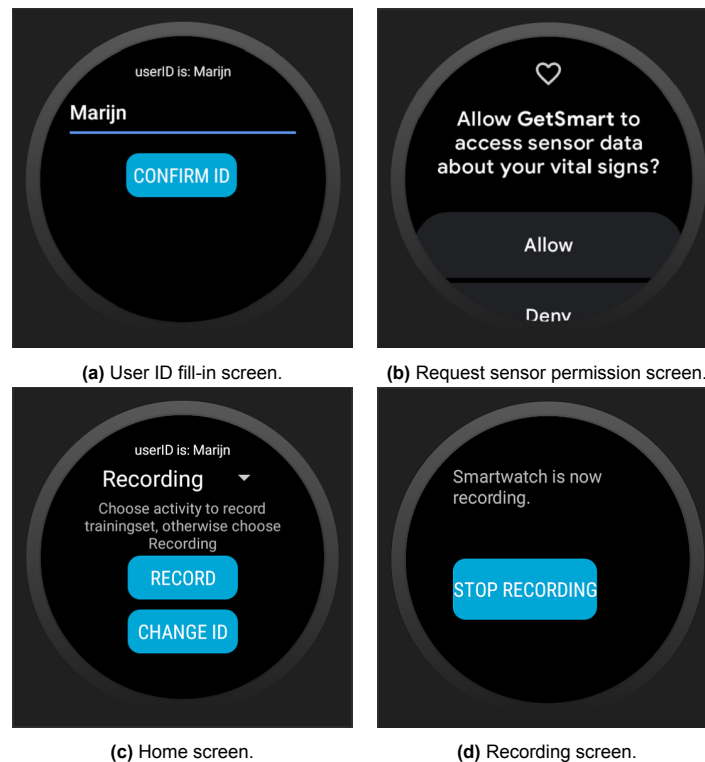 userID is: Marijn
Marijn
CONFIRM ID
(a) User ID fill-in screen.
Allow GetSmart to
access sensor data
about your vital signs?
Allow
Deny
(b) Request sensor permission screen.
userID is: Marijn
Recording
Choose activity to record
trainingset, otherwise choose
Recording
RECORD
CHANGE ID
(c) Home screen.
Smartwatch is now
recording.
STOP RECORDING
(d) Recording screen.